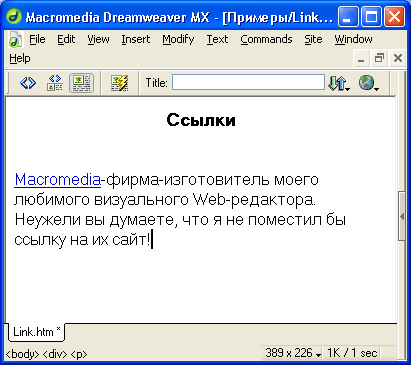 Macromedia Dreamweaver MX - [Примеры/Link...
File Edit View Insert Modify Text Commands Site Window
Help
Title:
Ссылки
Macromedia-фирма-изготовитель моего
любимого визуального Web-редактора.
Неужели вы думаете, что я не поместил бы
ссылку на их сайт!
Link.htm *
<body> <div> <p> 389 x 226 1K / 1 sec